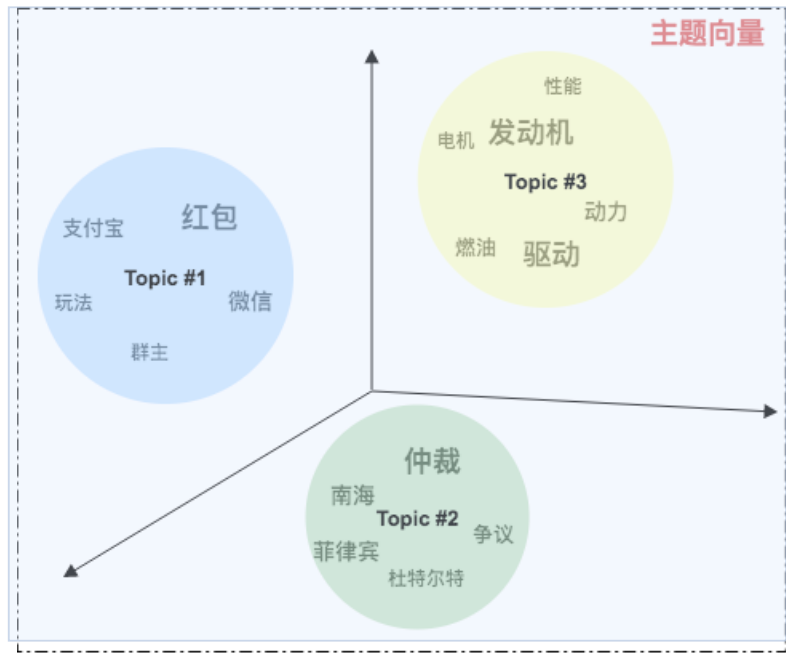 主题向量
性能
电机
发动机
Topic #3
动力
燃油
驱动
支付宝
红包
Topic #1
玩法
微信
群主
仲裁
南海
Topic #2
争议
菲律宾
杜特尔特